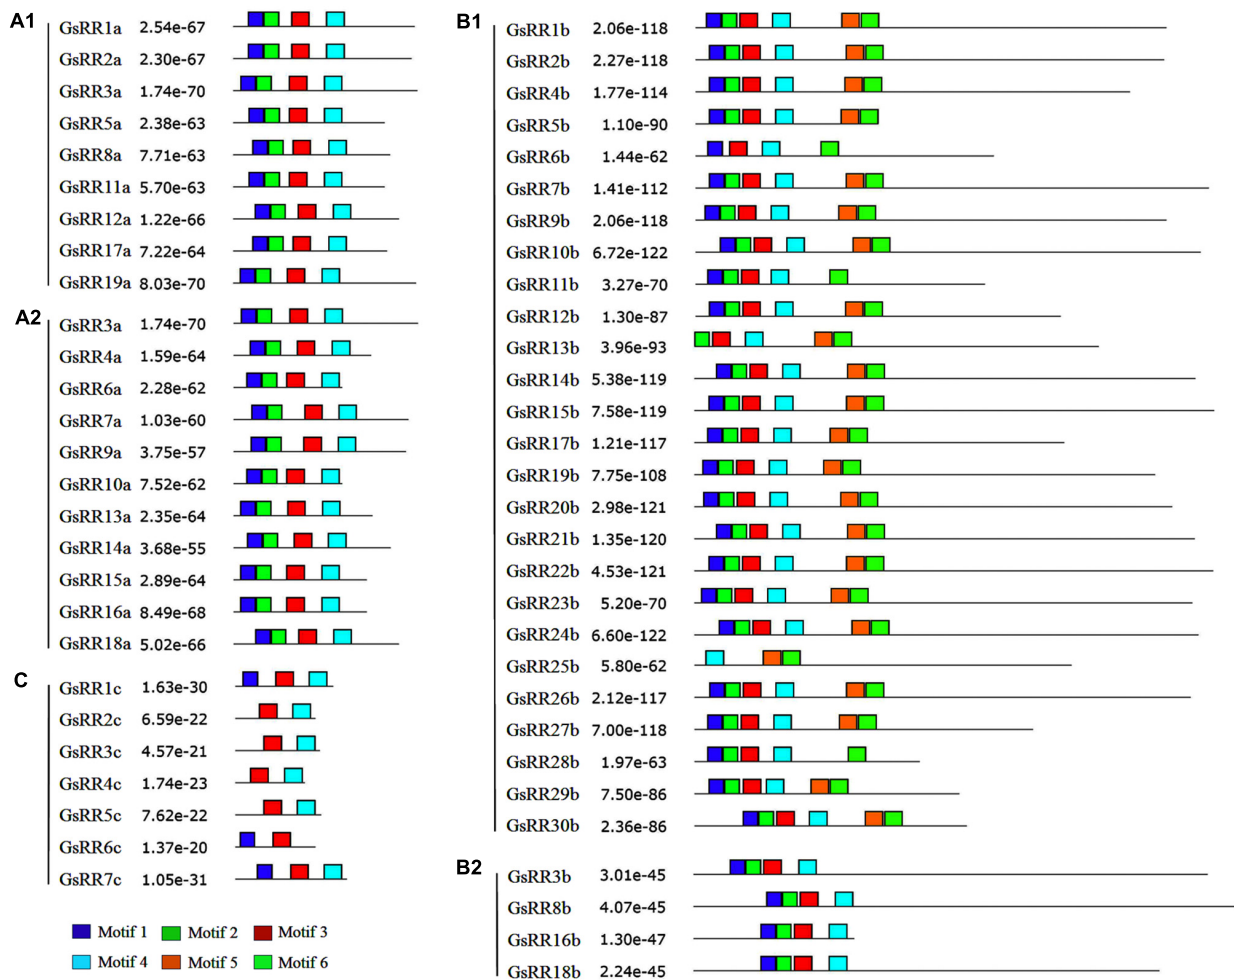 A1
GsRR1a 2.54e-67
GsRR2a 2.30e-67
GsRR3a 1.74e-70
GsRR5a 2.38e-63
GsRR8a 7.71e-63
GsRR11a 5.70e-63
GsRR12a 1.22e-66
GsRR17a 7.22e-64
GsRR19a 8.03e-70
A2
GsRR3a 1.74e-70
GsRR4a 1.59e-64
GsRR6a 2.28e-62
GsRR7a 1.03e-60
GsRR9a 3.75e-57
GsRR10a 7.52e-62
GsRR13a 2.35e-64
GsRR14a 3.68e-55
GsRR15a 2.89e-64
GsRR16a 8.49e-68
GsRR18a 5.02e-66
C
GsRR1c 1.63e-30
GsRR2c 6.59e-22
GsRR3c 4.57e-21
GsRR4c 1.74e-23
GsRR5c 7.62e-22
GsRR6c 1.37e-20
GsRR7c 1.05e-31
Motif 1 Motif 2 Motif 3
Motif 4 Motif 5 Motif 6
B1
GsRR1b 2.06e-118
GsRR2b 2.27e-118
GsRR4b 1.77e-114
GsRR5b 1.10e-90
GsRR6b 1.44e-62
GsRR7b 1.41e-112
GsRR9b 2.06e-118
GsRR10b 6.72e-122
GsRR11b 3.27e-70
GsRR12b 1.30e-87
GsRR13b 3.96e-93
GsRR14b 5.38e-119
GsRR15b 7.58e-119
GsRR17b 1.21e-117
GsRR19b 7.75e-108
GsRR20b 2.98e-121
GsRR21b 1.35e-120
GsRR22b 4.53e-121
GsRR23b 5.20e-70
GsRR24b 6.60e-122
GsRR25b 5.80e-62
GsRR26b 2.12e-117
GsRR27b 7.00e-118
GsRR28b 1.97e-63
GsRR29b 7.50e-86
GsRR30b 2.36e-86
B2
GsRR3b 3.01e-45
GsRR8b 4.07e-45
GsRR16b 1.30e-47
GsRR18b 2.24e-45